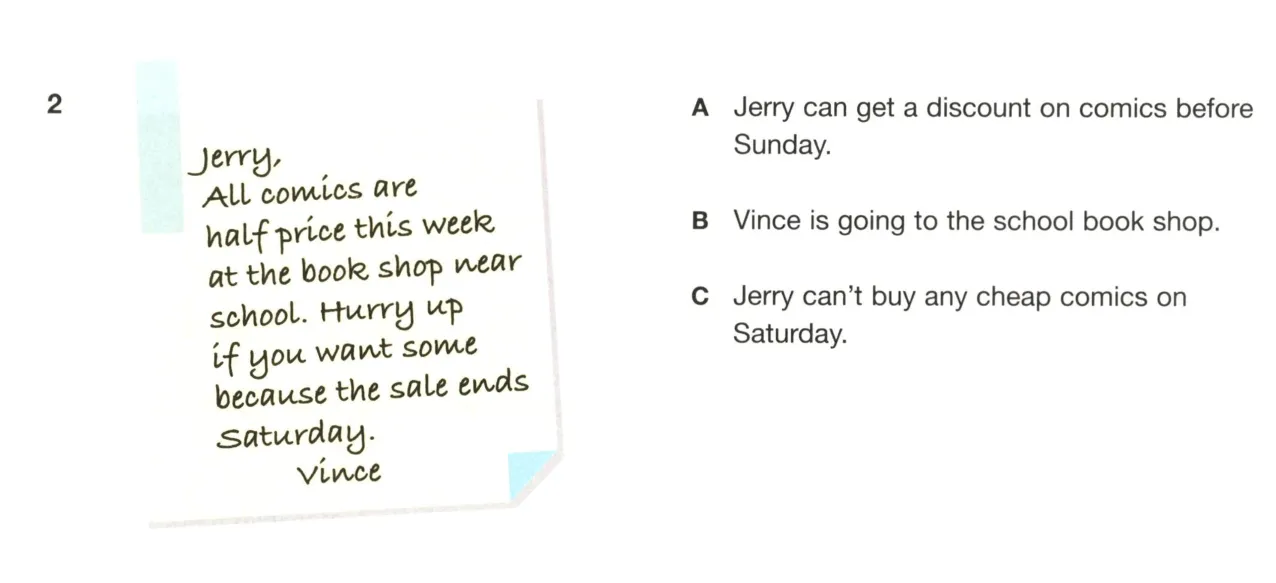 2
Jerry,
All comics are
half price this week
at the book shop near
school. Hurry up
if you want some
because the sale ends
Saturday.
Vince
A Jerry can get a discount on comics before
Sunday.
B Vince is going to the school book shop.
C Jerry can't buy any cheap comics on
Saturday.